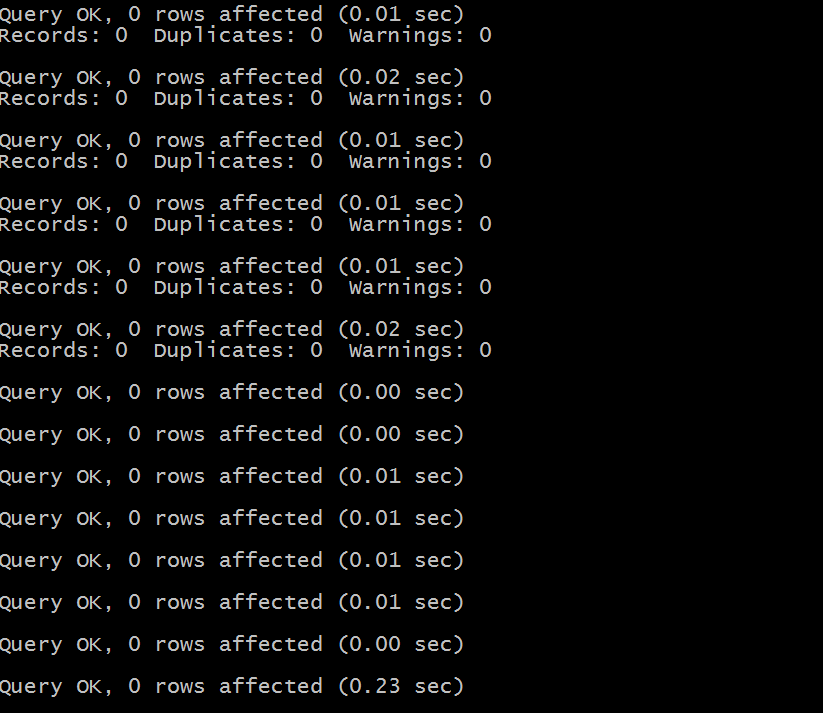 Query OK, 0 rows affected (0.01 sec)
Records: 0  Duplicates: 0  Warnings: 0
Query OK, 0 rows affected (0.02 sec)
Records: 0  Duplicates: 0  Warnings: 0
Query OK, 0 rows affected (0.01 sec)
Records: 0  Duplicates: 0  Warnings: 0
Query OK, 0 rows affected (0.01 sec)
Records: 0  Duplicates: 0  Warnings: 0
Query OK, 0 rows affected (0.01 sec)
Records: 0  Duplicates: 0  Warnings: 0
Query OK, 0 rows affected (0.02 sec)
Records: 0  Duplicates: 0  Warnings: 0
Query OK, 0 rows affected (0.00 sec)
Query OK, 0 rows affected (0.00 sec)
Query OK, 0 rows affected (0.01 sec)
Query OK, 0 rows affected (0.01 sec)
Query OK, 0 rows affected (0.01 sec)
Query OK, 0 rows affected (0.01 sec)
Query OK, 0 rows affected (0.00 sec)
Query OK, 0 rows affected (0.23 sec)